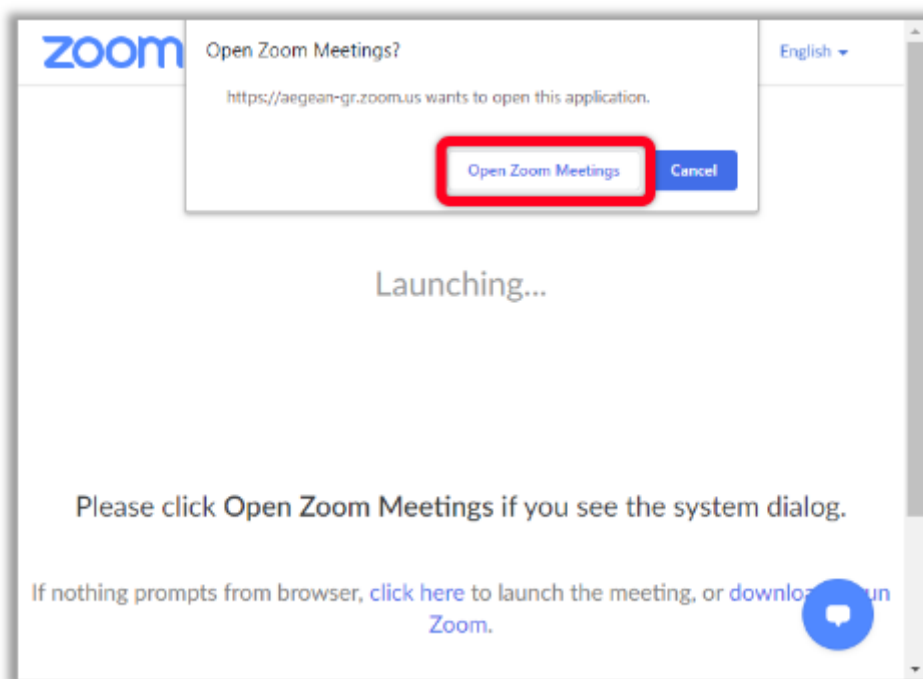 zoom
Open Zoom Meetings?
English
https://aegean-gr.zoom.us wants to open this application.
Open Zoom Meetings
Cancel
Launching...
Please click Open Zoom Meetings if you see the system dialog.
If nothing prompts from browser, click here to launch the meeting, or
Zoom.